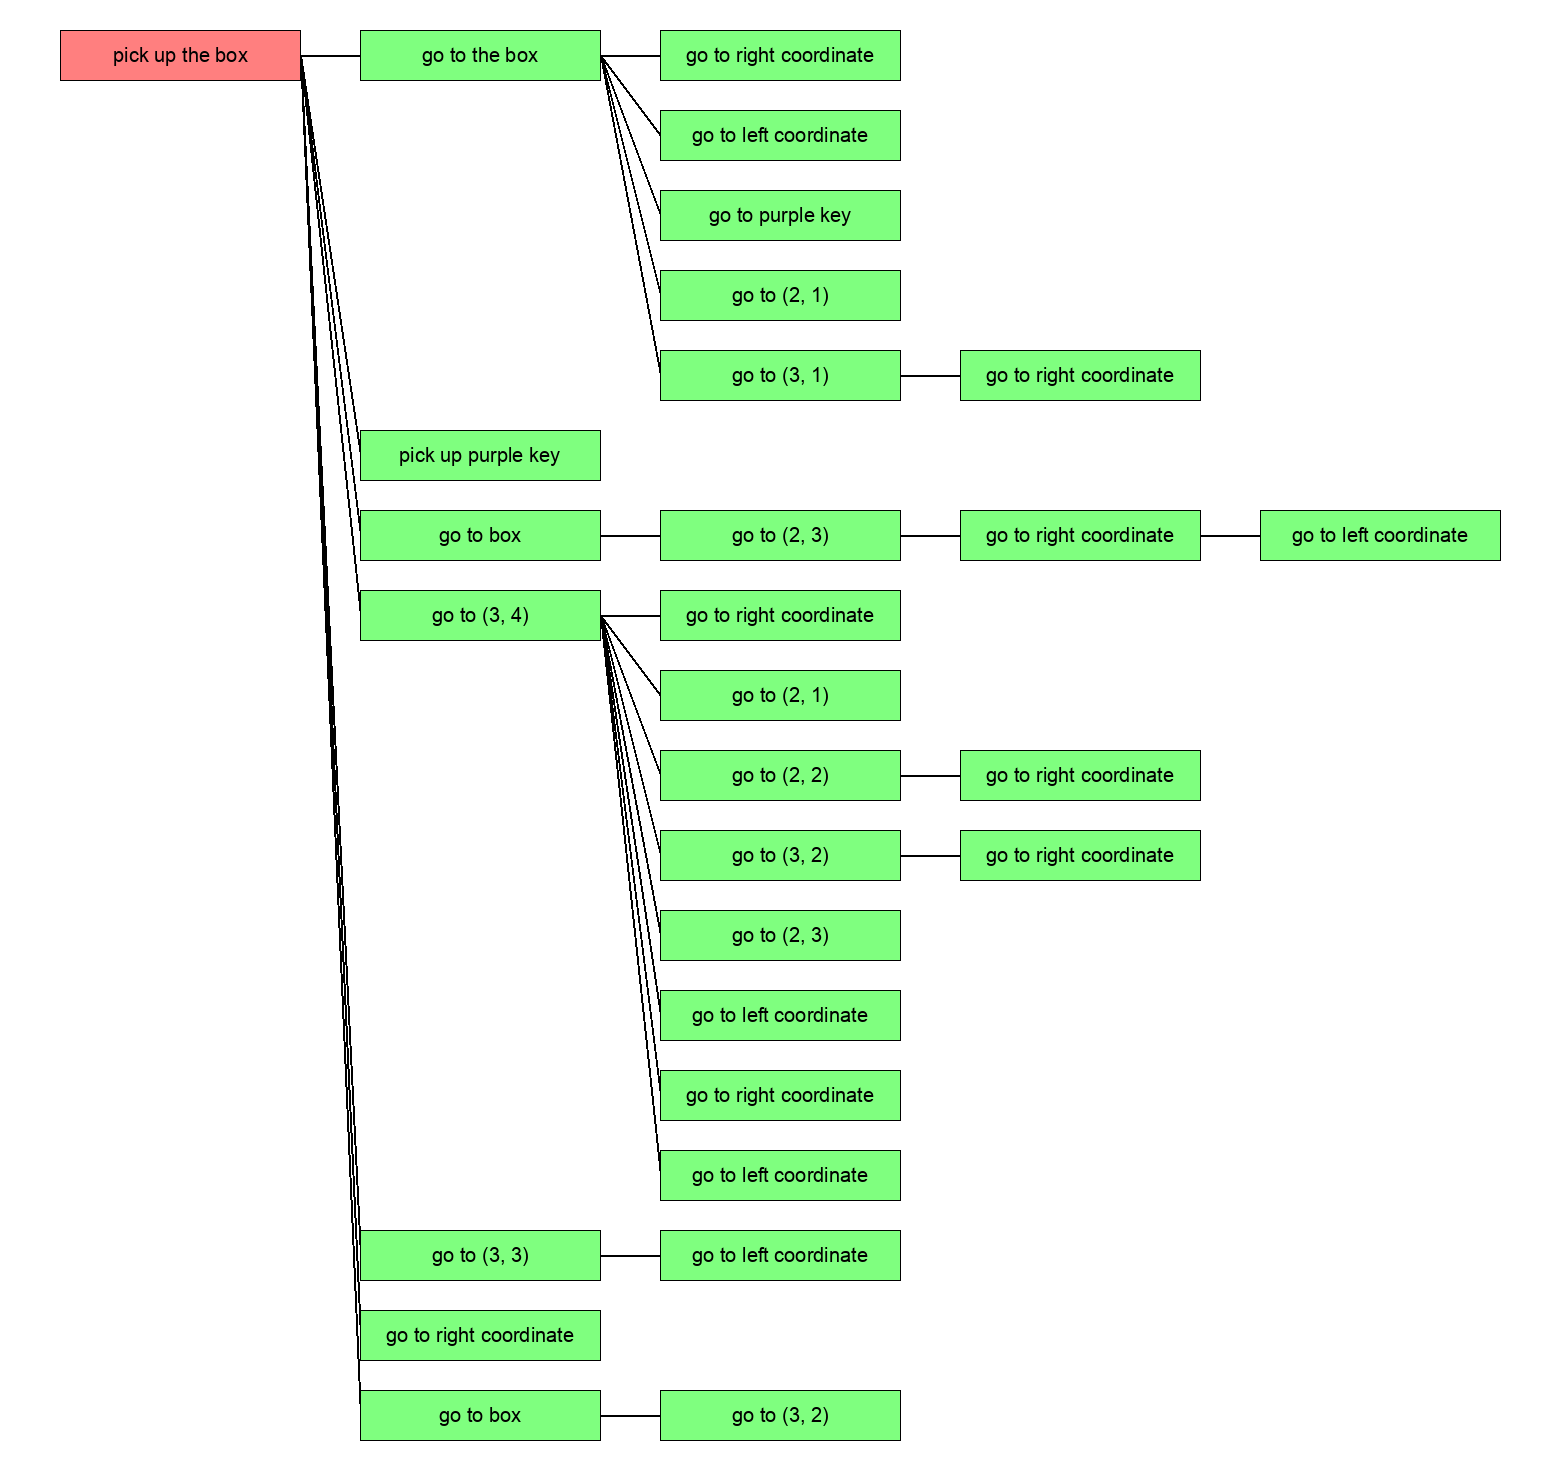 pick up the box
go to the box
go to right coordinate
go to left coordinate
go to purple key
go to (2, 1)
go to (3, 1)
go to right coordinate
pick up purple key
go to box
go to (2, 3)
go to right coordinate
go to left coordinate
go to (3, 4)
go to right coordinate
go to (2, 1)
go to (2, 2)
go to right coordinate
go to (3, 2)
go to right coordinate
go to (2, 3)
go to left coordinate
go to right coordinate
go to left coordinate
go to (3, 3)
go to left coordinate
go to right coordinate
go to box
go to (3, 2)